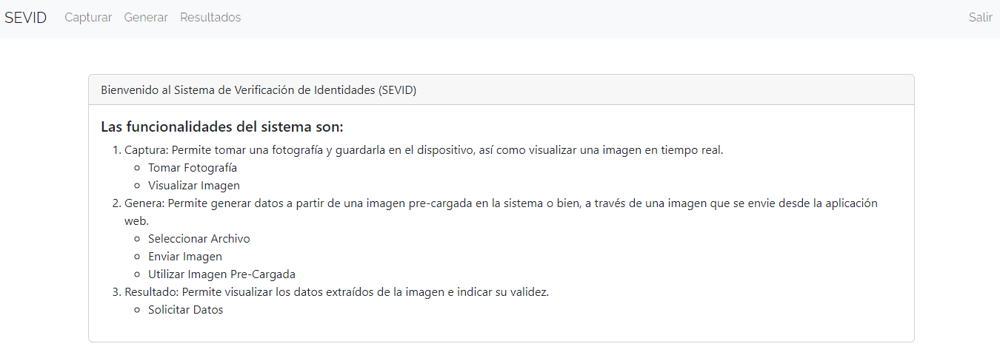 SEVID Capturar Generar Resultados Salir
Bienvenido al Sistema de Verificación de Identidades (SEVID)
Las funcionalidades del sistema son:
1. Captura: Permite tomar una fotografía y guardarla en el dispositivo, así como visualizar una imagen en tiempo real.
Tomar Fotografía
Visualizar Imagen
2. Genera: Permite generar datos a partir de una imagen pre-cargada en la sistema o bien, a través de una imagen que se envie desde la aplicación
web.
Seleccionar Archivo
Enviar Imagen
Utilizar Imagen Pre-Cargada
3. Resultado: Permite visualizar los datos extraídos de la imagen e indicar su validez.
Solicitar Datos